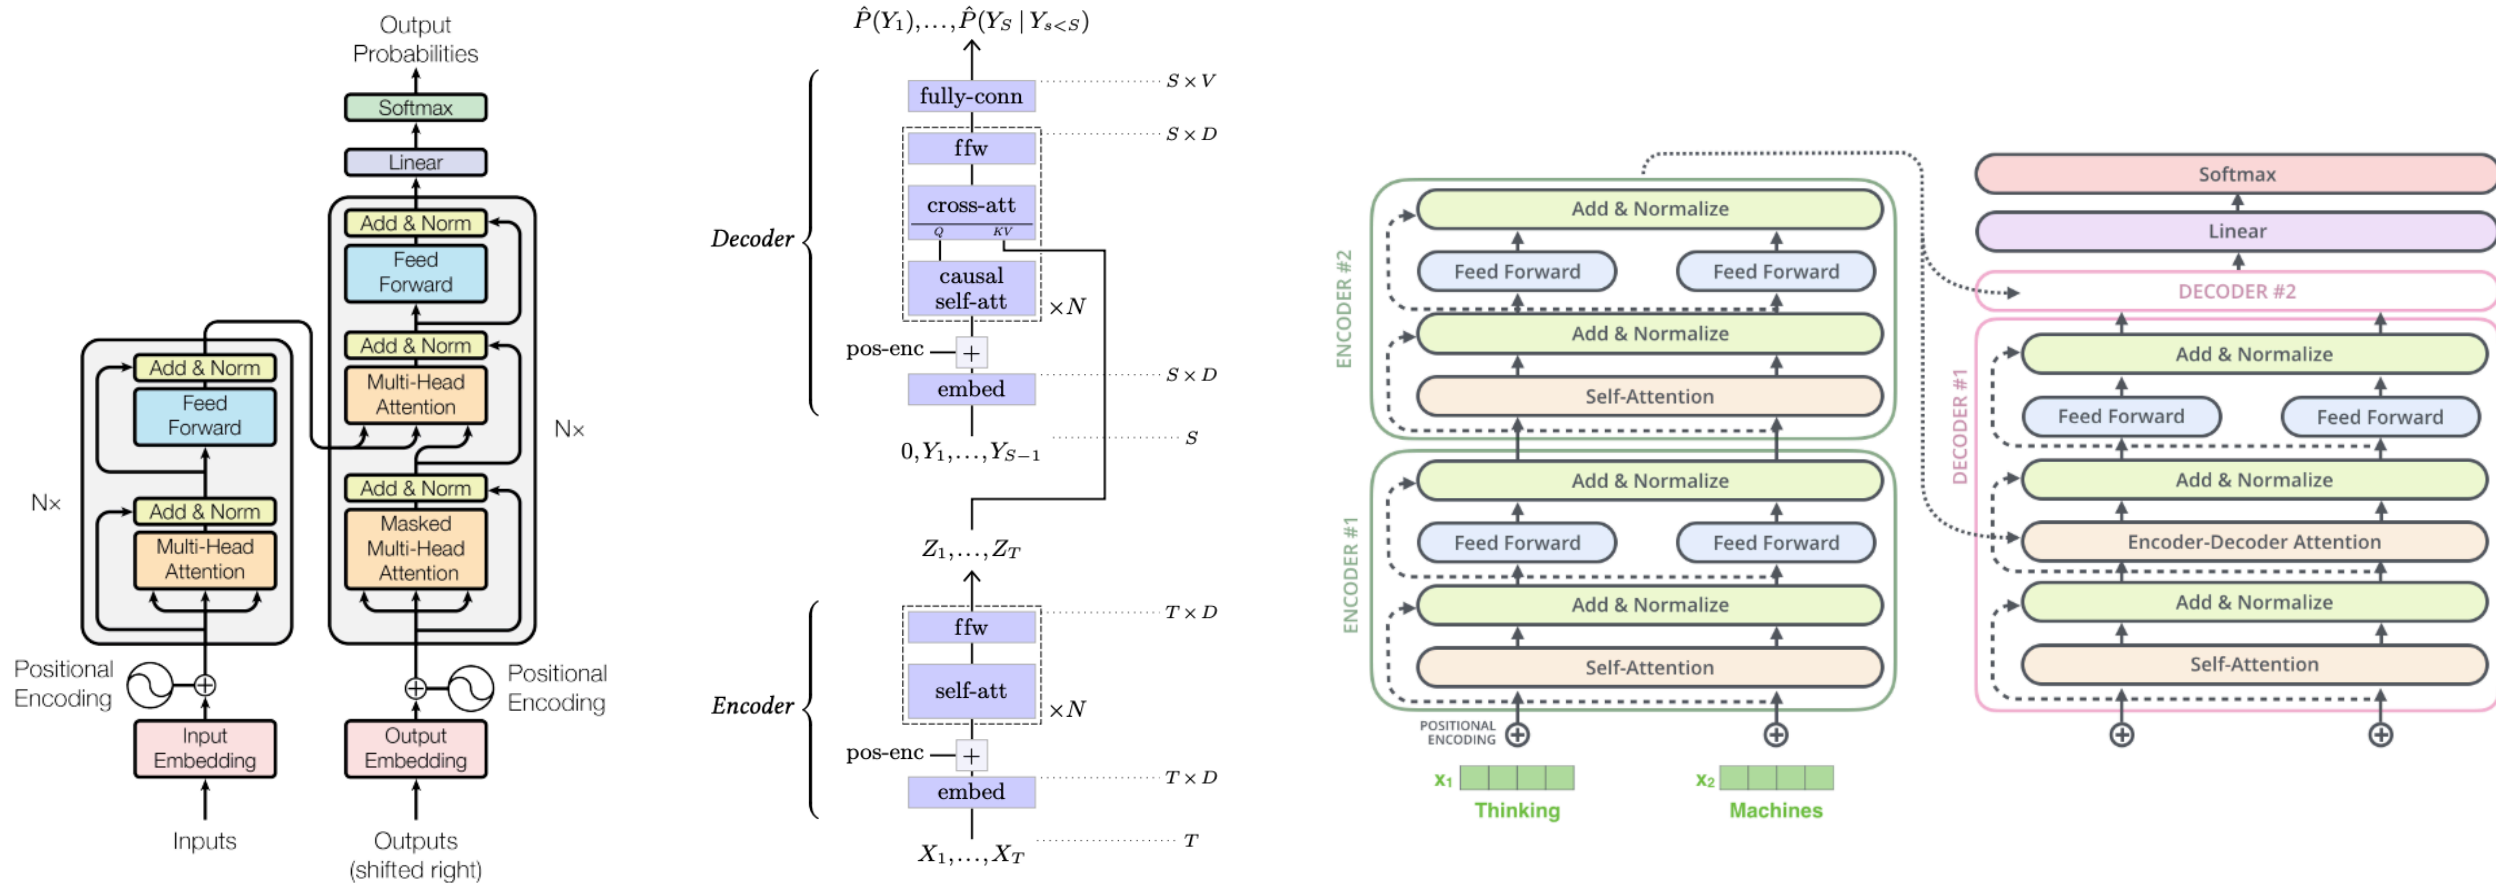 Output
Probabilities
Softmax
Linear
Add & Norm
Feed
Forward
Add & Norm
Multi-Head
Attention
Add & Norm
Masked
Multi-Head
Attention
N×
Positional
Encoding
Output
Embedding
Outputs
(shifted right)
Add & Norm
Feed
Forward
N×
Add & Norm
Multi-Head
Attention
Positional
Encoding
Input
Embedding
Inputs
P̂(Y₁),…,P̂(Y_S | Y_{s<S})
Decoder
fully-conn
S × V
ffw
S × D
cross-att
Q KV
causal
self-att
×N
pos-enc +
embed
S × D
0, Y₁,…,Y_{S−1}
S
Z₁,…,Z_T
Encoder
ffw
T × D
self-att
×N
pos-enc +
embed
T × D
X₁,…,X_T
T
ENCODER #2
Add & Normalize
Feed Forward Feed Forward
Add & Normalize
Self-Attention
ENCODER #1
Add & Normalize
Feed Forward Feed Forward
Add & Normalize
Self-Attention
POSITIONAL
ENCODING
x₁ x₂
Thinking Machines
Softmax
Linear
DECODER #2
DECODER #1
Add & Normalize
Feed Forward Feed Forward
Add & Normalize
Encoder-Decoder Attention
Add & Normalize
Self-Attention